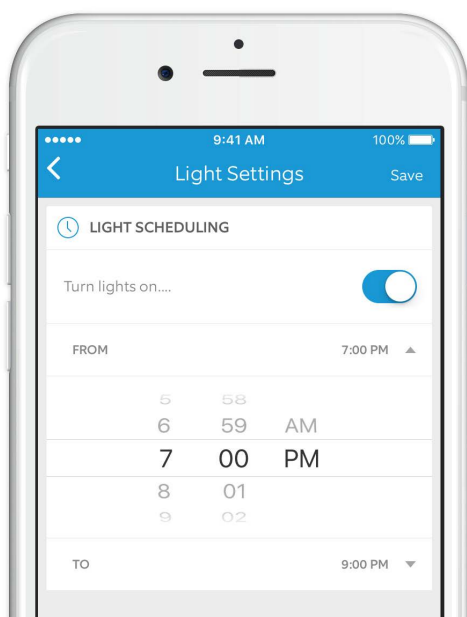 9:41 AM
100%
Light Settings
Save
LIGHT SCHEDULING
Turn lights on....
FROM
7:00 PM
5 58
6 59 AM
7 00 PM
8 01
9 02
TO
9:00 PM